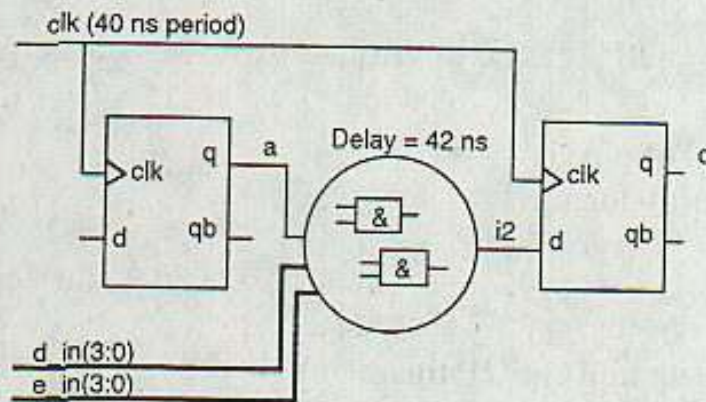 clk (40 ns period)
q
a
Delay = 42 ns
clk
d
qb
&
&
i2
q
clk
d
qb
d_in(3:0)
e_in(3:0)